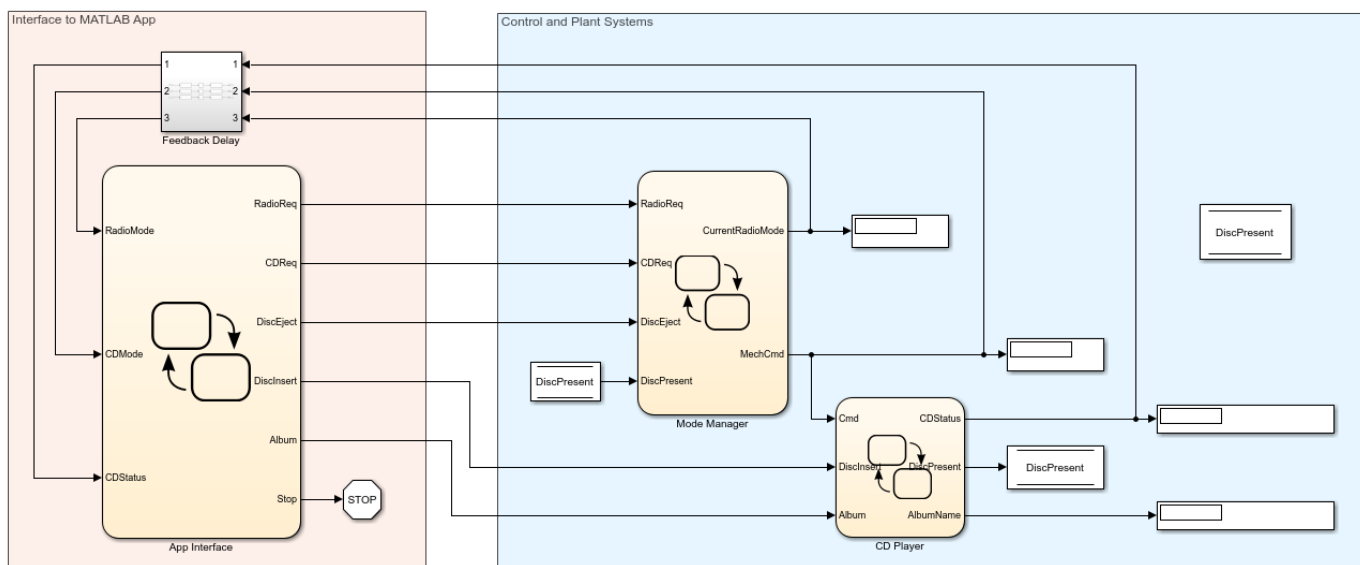 Interface to MATLAB App
1 1
2 2
3 3
Feedback Delay
RadioMode
CDMode
CDStatus
RadioReq
CDReq
DiscEject
DiscInsert
Album
Stop
App Interface
STOP
Control and Plant Systems
RadioReq
CDReq
DiscEject
DiscPresent
CurrentRadioMode
MechCmd
Mode Manager
DiscPresent
DiscPresent
Cmd
DiscInsert
Album
CDStatus
DiscPresent
AlbumName
CD Player
DiscPresent